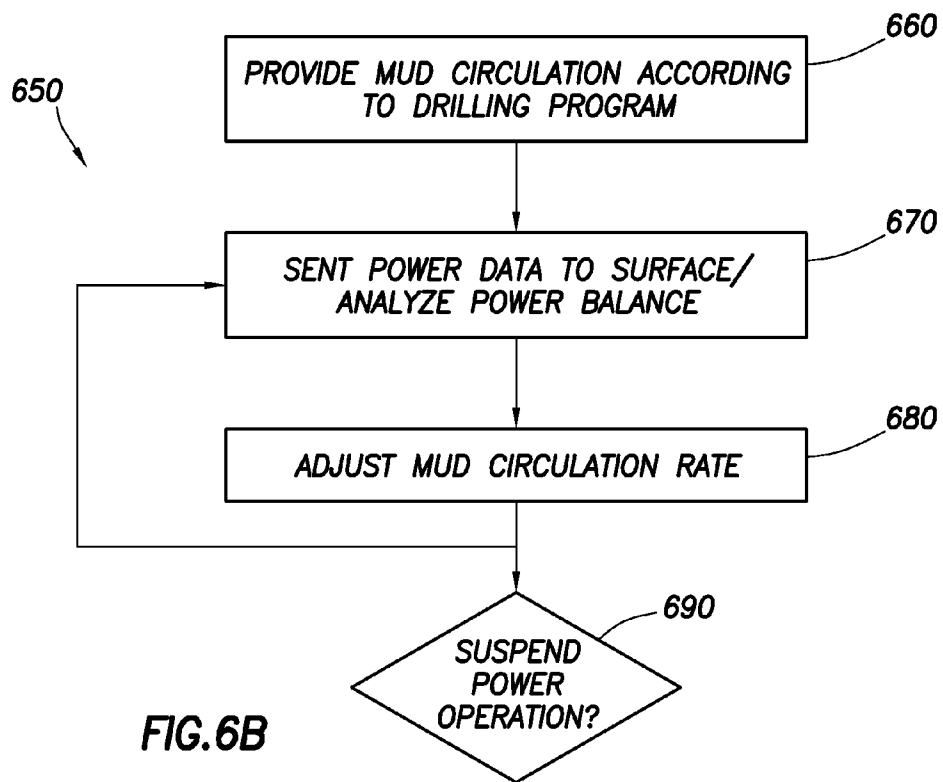 660
PROVIDE MUD CIRCULATION ACCORDING
TO DRILLING PROGRAM
650
670
SENT POWER DATA TO SURFACE/
ANALYZE POWER BALANCE
680
ADJUST MUD CIRCULATION RATE
690
SUSPEND
POWER
OPERATION?
FIG.6B